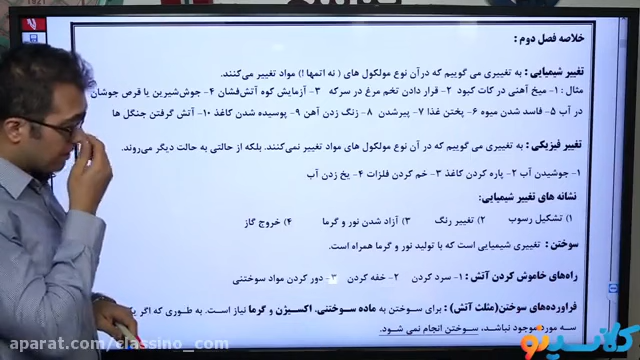 خلاصه فصل دوم :
تغییر شیمیایی : به تغییری می گوییم که درآن نوع مولکول های ( نه اتمها !) مواد تغییر می‌کنند.
مثال : ۱- میخ آهنی در کات کبود ۲- قرار دادن تخم مرغ در سرکه ۳- آزمایش کوه آتش‌فشان ۴- جوش‌شیرین یا قرص جوشان
در آب ۵- فاسد شدن میوه ۶- پختن غذا ۷- پیرشدن ۸- زنگ زدن آهن ۹- پوسیده شدن کاغذ ۱۰- آتش گرفتن جنگل ها
تغییر فیزیکی : به تغییری می گوییم که در آن نوع مولکول های مواد تغییر نمی‌کنند. بلکه از حالتی به حالت دیگر می‌روند.
۱- جوشیدن آب ۲- پاره کردن کاغذ ۳- خم کردن فلزات ۴- یخ زدن آب
نشانه های تغییر شیمیایی:
۱) تشکیل رسوب ۲) تغییر رنگ ۳) آزاد شدن نور و گرما ۴) خروج گاز
سوختن : تغییری شیمیایی است که با تولید نور و گرما همراه است.
راه‌های خاموش کردن آتش : ۱- سرد کردن ۲- خفه کردن ۳- دور کردن مواد سوختنی
فراورده‌های سوختن(مثلث آتش) : برای سوختن به ماده سوختنی، اکسیژن و گرما نیاز است. به طوری که اگر یک
سه مورد موجود نباشد، سوختن انجام نمی شود.
aparat.com/classino_com
کلاسینو